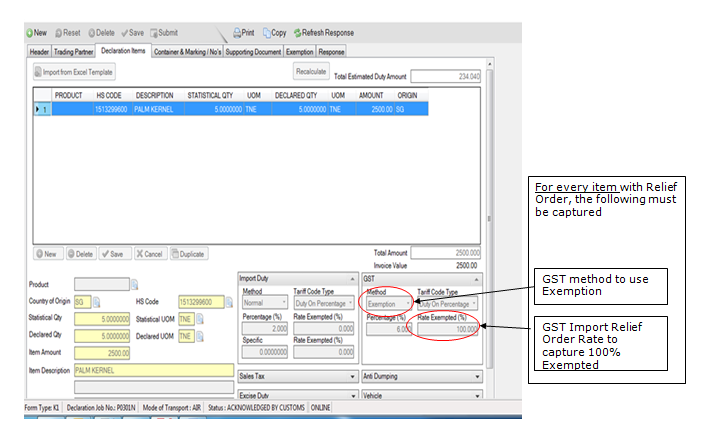 New Reset Delete Save Submit Print Copy Refresh Response
Header Trading Partner Declaration Items Container & Marking / No's Supporting Document Exemption Response
Import from Excel Template Recalculate Total Estimated Duty Amount 234.040
PRODUCT HS CODE DESCRIPTION STATISTICAL QTY UOM DECLARED QTY UOM AMOUNT ORIGIN
1 1513299600 PALM KERNEL 5.0000000 TNE 5.0000000 TNE 2500.00 SG
New Delete Save Cancel Duplicate Total Amount 2500.000
Invoice Value 2500.00
Import Duty GST
Product Method Tariff Code Type Method Tariff Code Type
Country of Origin SG HS Code 1513299600 Normal Duty On Percentage Exemption Duty On Percentage
Statistical Qty 5.0000000 Statistical UOM TNE Percentage (%) Rate Exempted (%) Percentage (%) Rate Exempted (%)
2.000 0.000 6.000 100.000
Declared Qty 5.0000000 Declared UOM TNE Specific Rate Exempted (%)
Item Amount 2500.00 0.0000000 0.000
Item Description PALM KERNEL Sales Tax Anti Dumping
Excise Duty Vehicle
Form Type: K1 Declaration Job No.: P0301N Mode of Transport : AIR Status : ACKNOWLEDGED BY CUSTOMS ONLINE
For every item with Relief
Order, the following must
be captured
GST method to use
Exemption
GST Import Relief
Order Rate to
capture 100%
Exempted